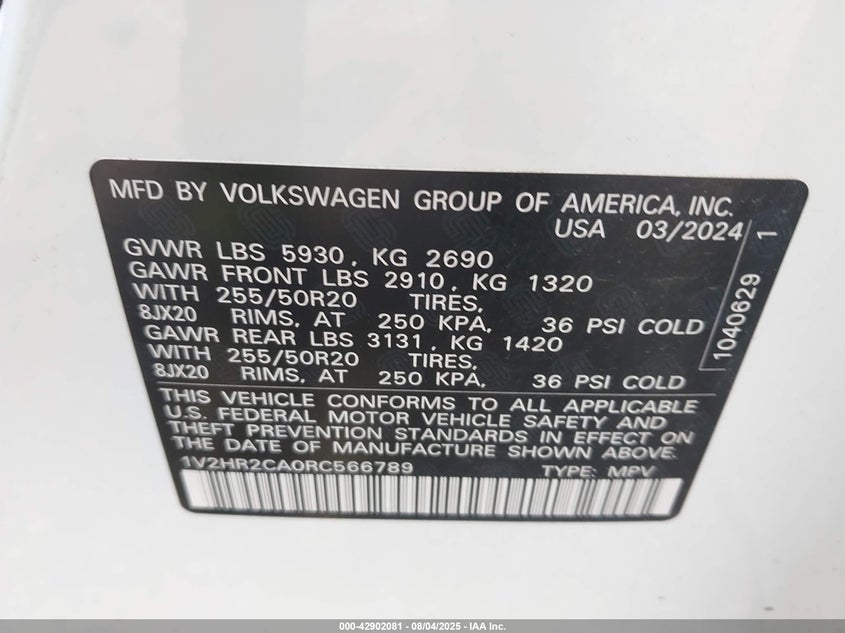 MFD BY VOLKSWAGEN GROUP OF AMERICA, INC.
USA 03/2024
GVWR LBS 5930, KG 2690
GAWR FRONT LBS 2910, KG 1320
WITH 255/50R20 TIRES,
8JX20 RIMS, AT 250 KPA, 36 PSI COLD
GAWR REAR LBS 3131, KG 1420
WITH 255/50R20 TIRES,
8JX20 RIMS, AT 250 KPA, 36 PSI COLD
THIS VEHICLE CONFORMS TO ALL APPLICABLE
U.S. FEDERAL MOTOR VEHICLE SAFETY AND
THEFT PREVENTION STANDARDS IN EFFECT ON
THE DATE OF MANUFACTURE SHOWN ABOVE.
1V2HR2CA0RC566789 TYPE: MPV
1040629 1
000-42902081 - 08/04/2025 - IAA Inc.